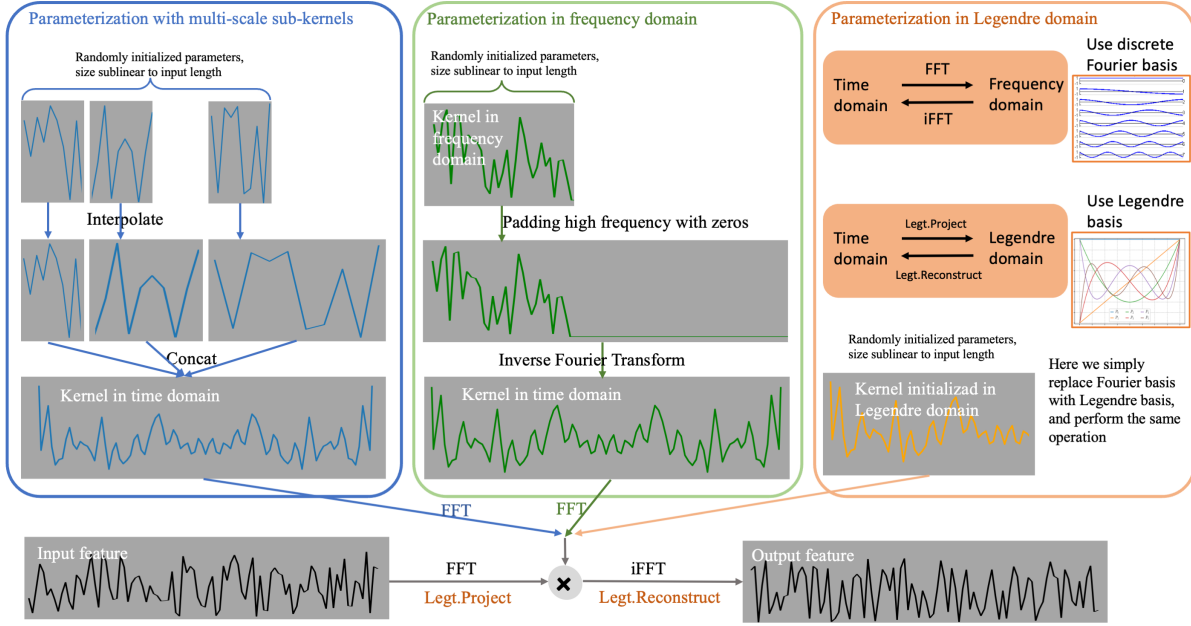 Parameterization with multi-scale sub-kernels
Randomly initialized parameters,
size sublinear to input length
Interpolate
Concat
Kernel in time domain
Parameterization in frequency domain
Randomly initialized parameters,
size sublinear to input length
Kernel in
frequency
domain
Padding high frequency with zeros
Inverse Fourier Transform
Kernel in time domain
Parameterization in Legendre domain
Time
domain
FFT
iFFT
Frequency
domain
Use discrete
Fourier basis
Time
domain
Legt.Project
Legt.Reconstruct
Legendre
domain
Use Legendre
basis
Randomly initialized parameters,
size sublinear to input length
Kernel initializad in
Legendre domain
Here we simply
replace Fourier basis
with Legendre basis,
and perform the same
operation
FFT
FFT
Input feature
FFT
Legt.Project
×
iFFT
Legt.Reconstruct
Output feature